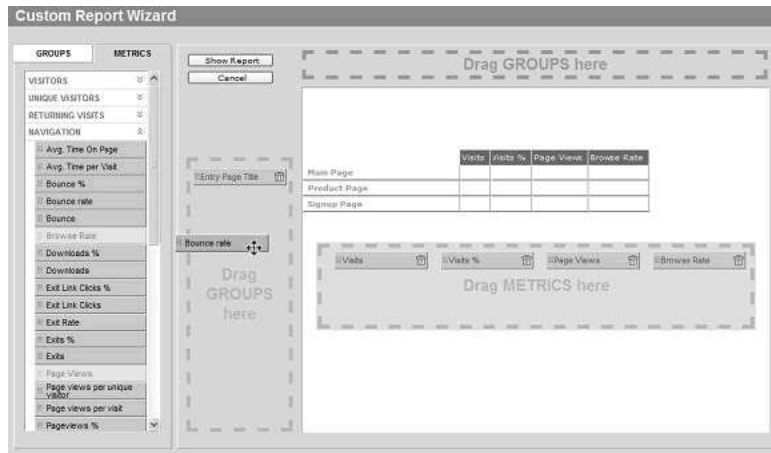 Custom Report Wizard
GROUPS METRICS
VISITORS
UNIQUE VISITORS
RETURNING VISITS
NAVIGATION
Avg. Time On Page
Avg. Time per Visit
Bounce %
Bounce rate
Bounce
Browse Rate
Downloads %
Downloads
Exit Link Clicks %
Exit Link Clicks
Exit Rate
Exits %
Exits
Page Views
Page views per unique
visitor
Page views per visit
Pageviews %
Show Report
Cancel
Entry Page Title
Bounce rate
Drag
GROUPS
here
Drag GROUPS here
Visits Visits % Page Views Browse Rate
Main Page
Product Page
Signup Page
Visits Visits % Page Views Browse Rate
Drag METRICS here